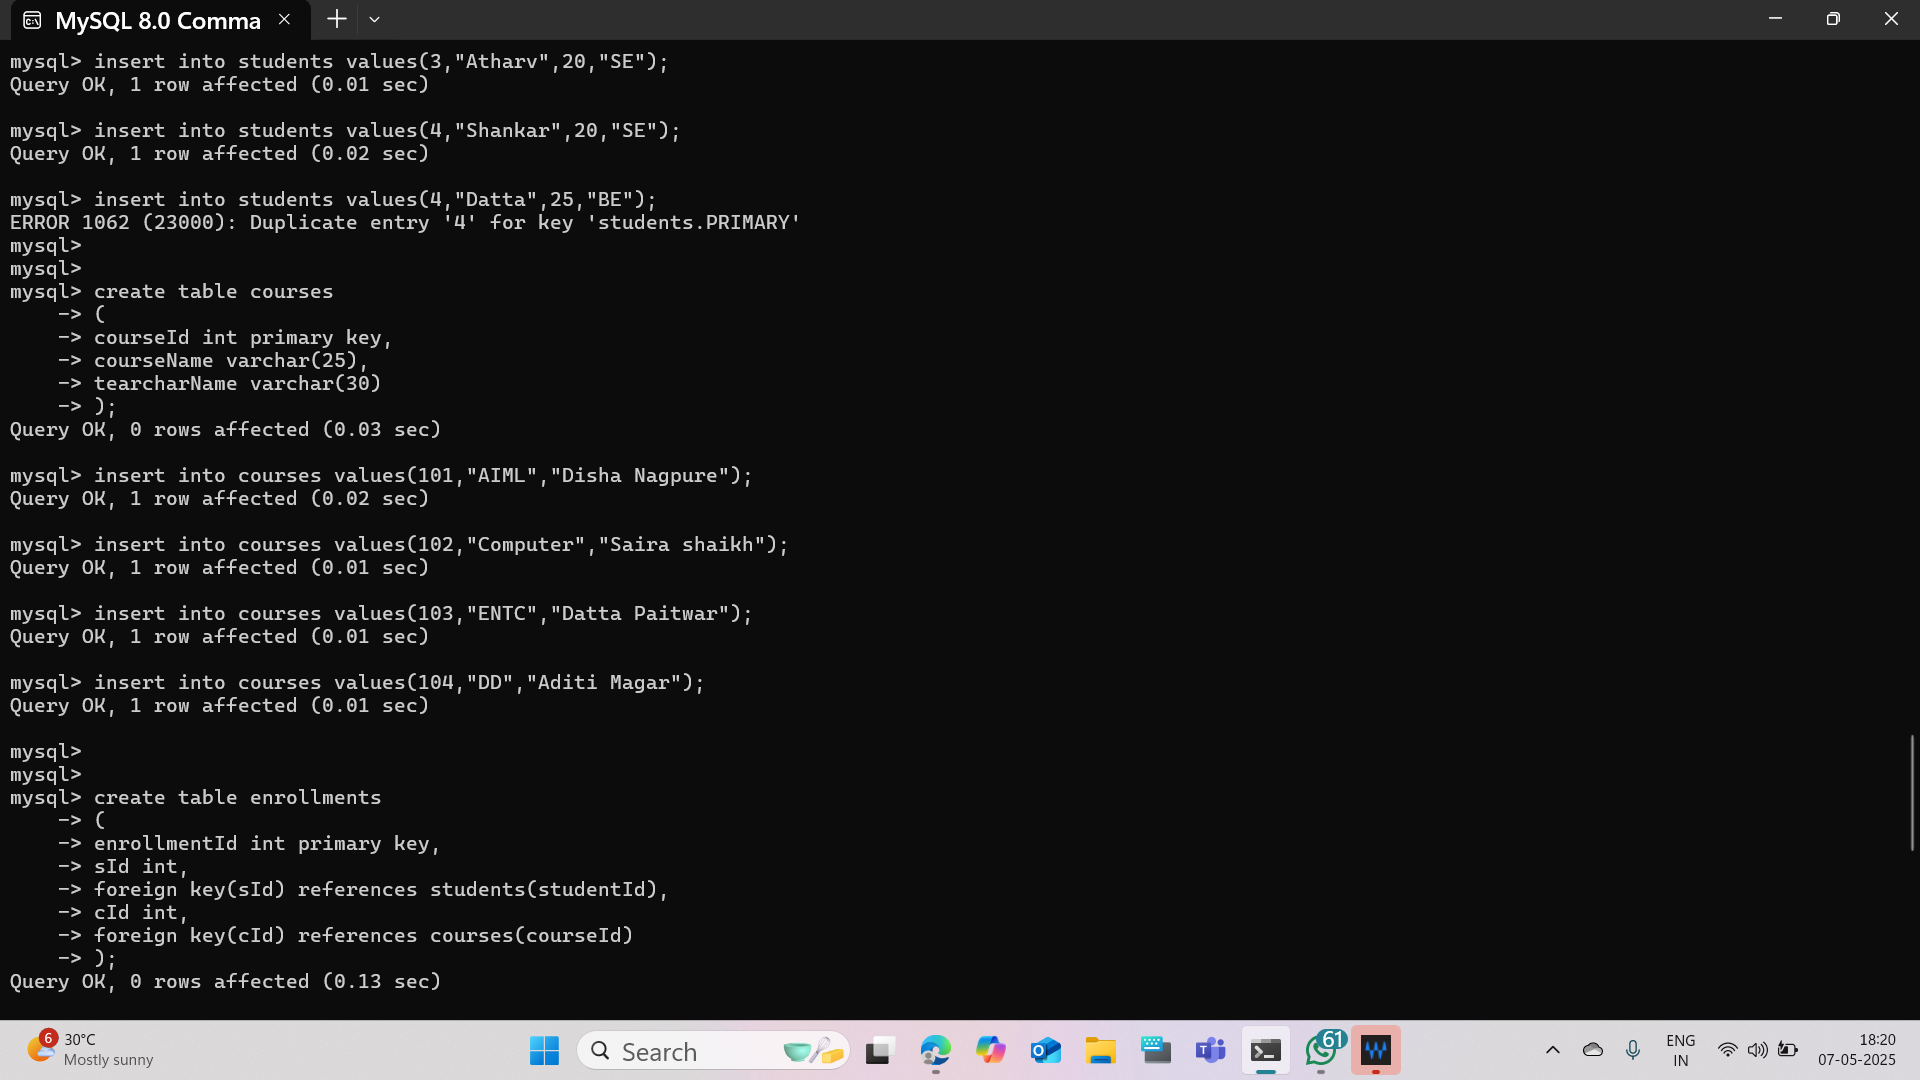 MySQL 8.0 Comma
mysql> insert into students values(3,"Atharv",20,"SE");
Query OK, 1 row affected (0.01 sec)
mysql> insert into students values(4,"Shankar",20,"SE");
Query OK, 1 row affected (0.02 sec)
mysql> insert into students values(4,"Datta",25,"BE");
ERROR 1062 (23000): Duplicate entry '4' for key 'students.PRIMARY'
mysql>
mysql>
mysql> create table courses
    -> (
    -> courseId int primary key,
    -> courseName varchar(25),
    -> tearcharName varchar(30)
    -> );
Query OK, 0 rows affected (0.03 sec)
mysql> insert into courses values(101,"AIML","Disha Nagpure");
Query OK, 1 row affected (0.02 sec)
mysql> insert into courses values(102,"Computer","Saira shaikh");
Query OK, 1 row affected (0.01 sec)
mysql> insert into courses values(103,"ENTC","Datta Paitwar");
Query OK, 1 row affected (0.01 sec)
mysql> insert into courses values(104,"DD","Aditi Magar");
Query OK, 1 row affected (0.01 sec)
mysql>
mysql>
mysql> create table enrollments
    -> (
    -> enrollmentId int primary key,
    -> sId int,
    -> foreign key(sId) references students(studentId),
    -> cId int,
    -> foreign key(cId) references courses(courseId)
    -> );
Query OK, 0 rows affected (0.13 sec)
6
30°C
Mostly sunny
Search
61
ENG
IN
18:20
07-05-2025